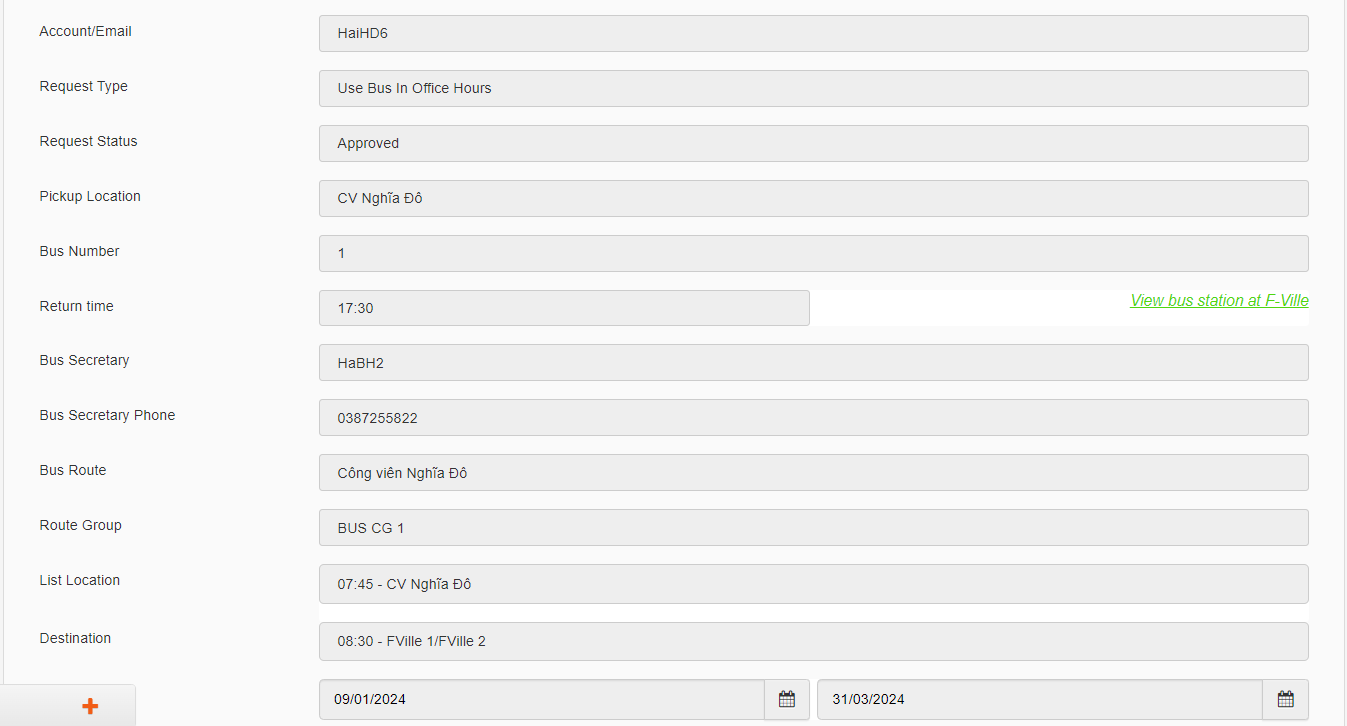 Account/Email HaiHD6
Request Type Use Bus In Office Hours
Request Status Approved
Pickup Location CV Nghĩa Đô
Bus Number 1
Return time 17:30 View bus station at F-Ville
Bus Secretary HaBH2
Bus Secretary Phone 0387255822
Bus Route Công viên Nghĩa Đô
Route Group BUS CG 1
List Location 07:45 - CV Nghĩa Đô
Destination 08:30 - FVille 1/FVille 2
09/01/2024 31/03/2024